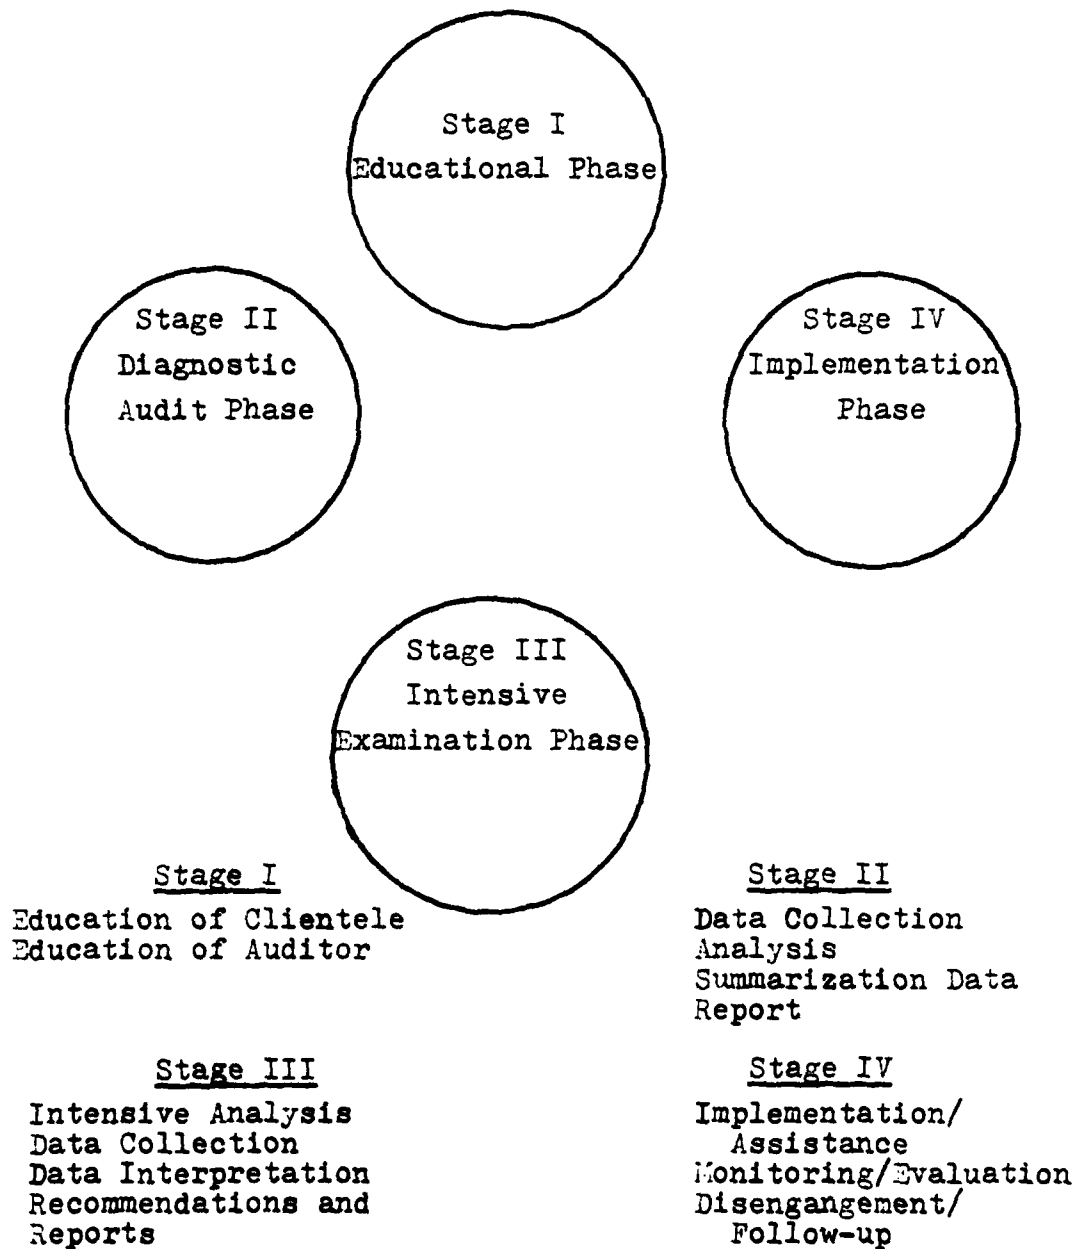 Stage I
Educational Phase
Stage II
Diagnostic
Audit Phase
Stage IV
Implementation
Phase
Stage III
Intensive
Examination Phase
Stage I
Education of Clientele
Education of Auditor
Stage II
Data Collection
Analysis
Summarization Data
Report
Stage III
Intensive Analysis
Data Collection
Data Interpretation
Recommendations and
Reports
Stage IV
Implementation/
Assistance
Monitoring/Evaluation
Disengangement/
Follow-up